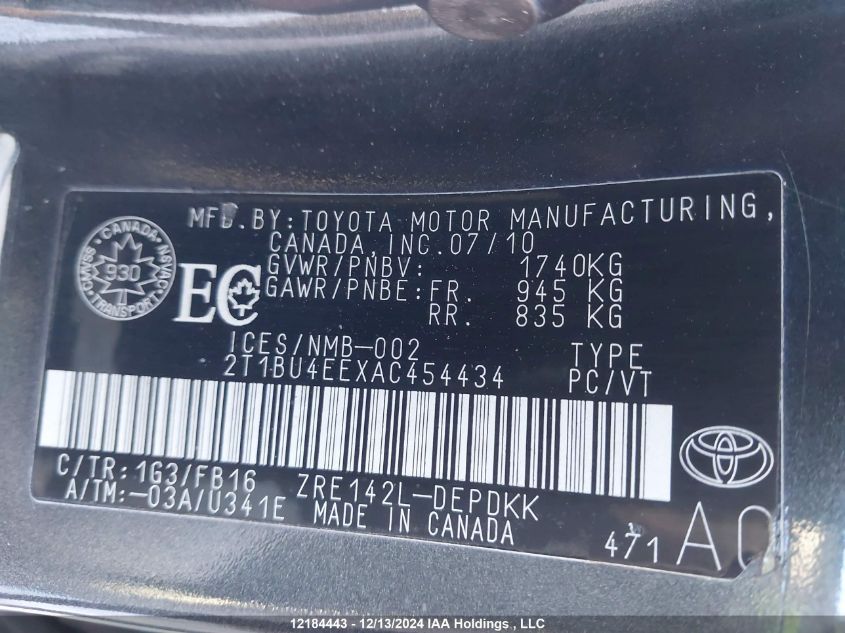 MFD.BY:TOYOTA MOTOR MANUFACTURING,
CANADA,INC.07/10
GVWR/PNBV: 1740KG
GAWR/PNBE:FR. 945 KG
RR. 835 KG
CANADA
930
TRANSPORT
EC
ICES/NMB-002 TYPE
2T1BU4EEXAC454434 PC/VT
C/TR:1G3/FB16 ZRE142L-DEPDKK
A/TM:-03A/U341E MADE IN CANADA
471
12184443 - 12/13/2024 IAA Holdings , LLC